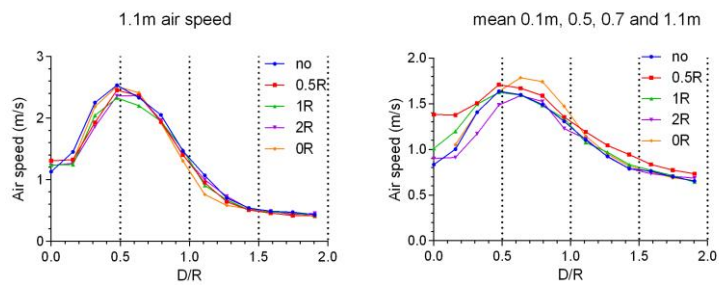 1.1m air speed
Air speed (m/s)
3
2
1
0
0.0 0.5 1.0 1.5 2.0
D/R
no
0.5R
1R
2R
0R
mean 0.1m, 0.5, 0.7 and 1.1m
Air speed (m/s)
2.0
1.5
1.0
0.5
0.0
0.0 0.5 1.0 1.5 2.0
D/R
no
0.5R
1R
2R
0R